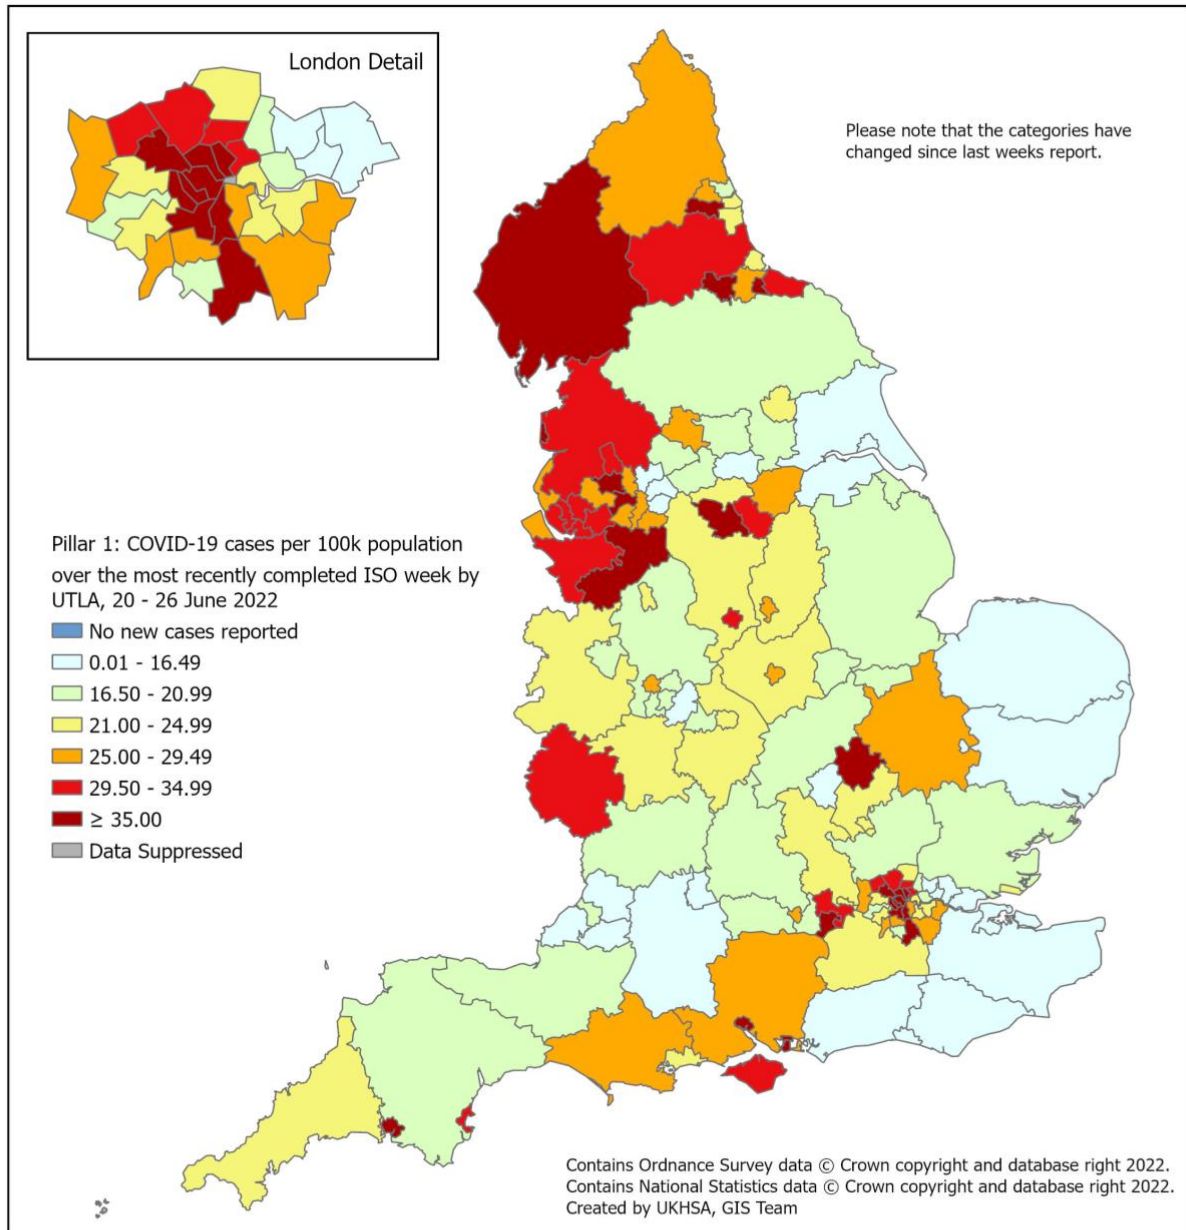 London Detail
Please note that the categories have
changed since last weeks report.
Pillar 1: COVID-19 cases per 100k population
over the most recently completed ISO week by
UTLA, 20 - 26 June 2022
No new cases reported
0.01 - 16.49
16.50 - 20.99
21.00 - 24.99
25.00 - 29.49
29.50 - 34.99
≥ 35.00
Data Suppressed
Contains Ordnance Survey data © Crown copyright and database right 2022.
Contains National Statistics data © Crown copyright and database right 2022.
Created by UKHSA, GIS Team